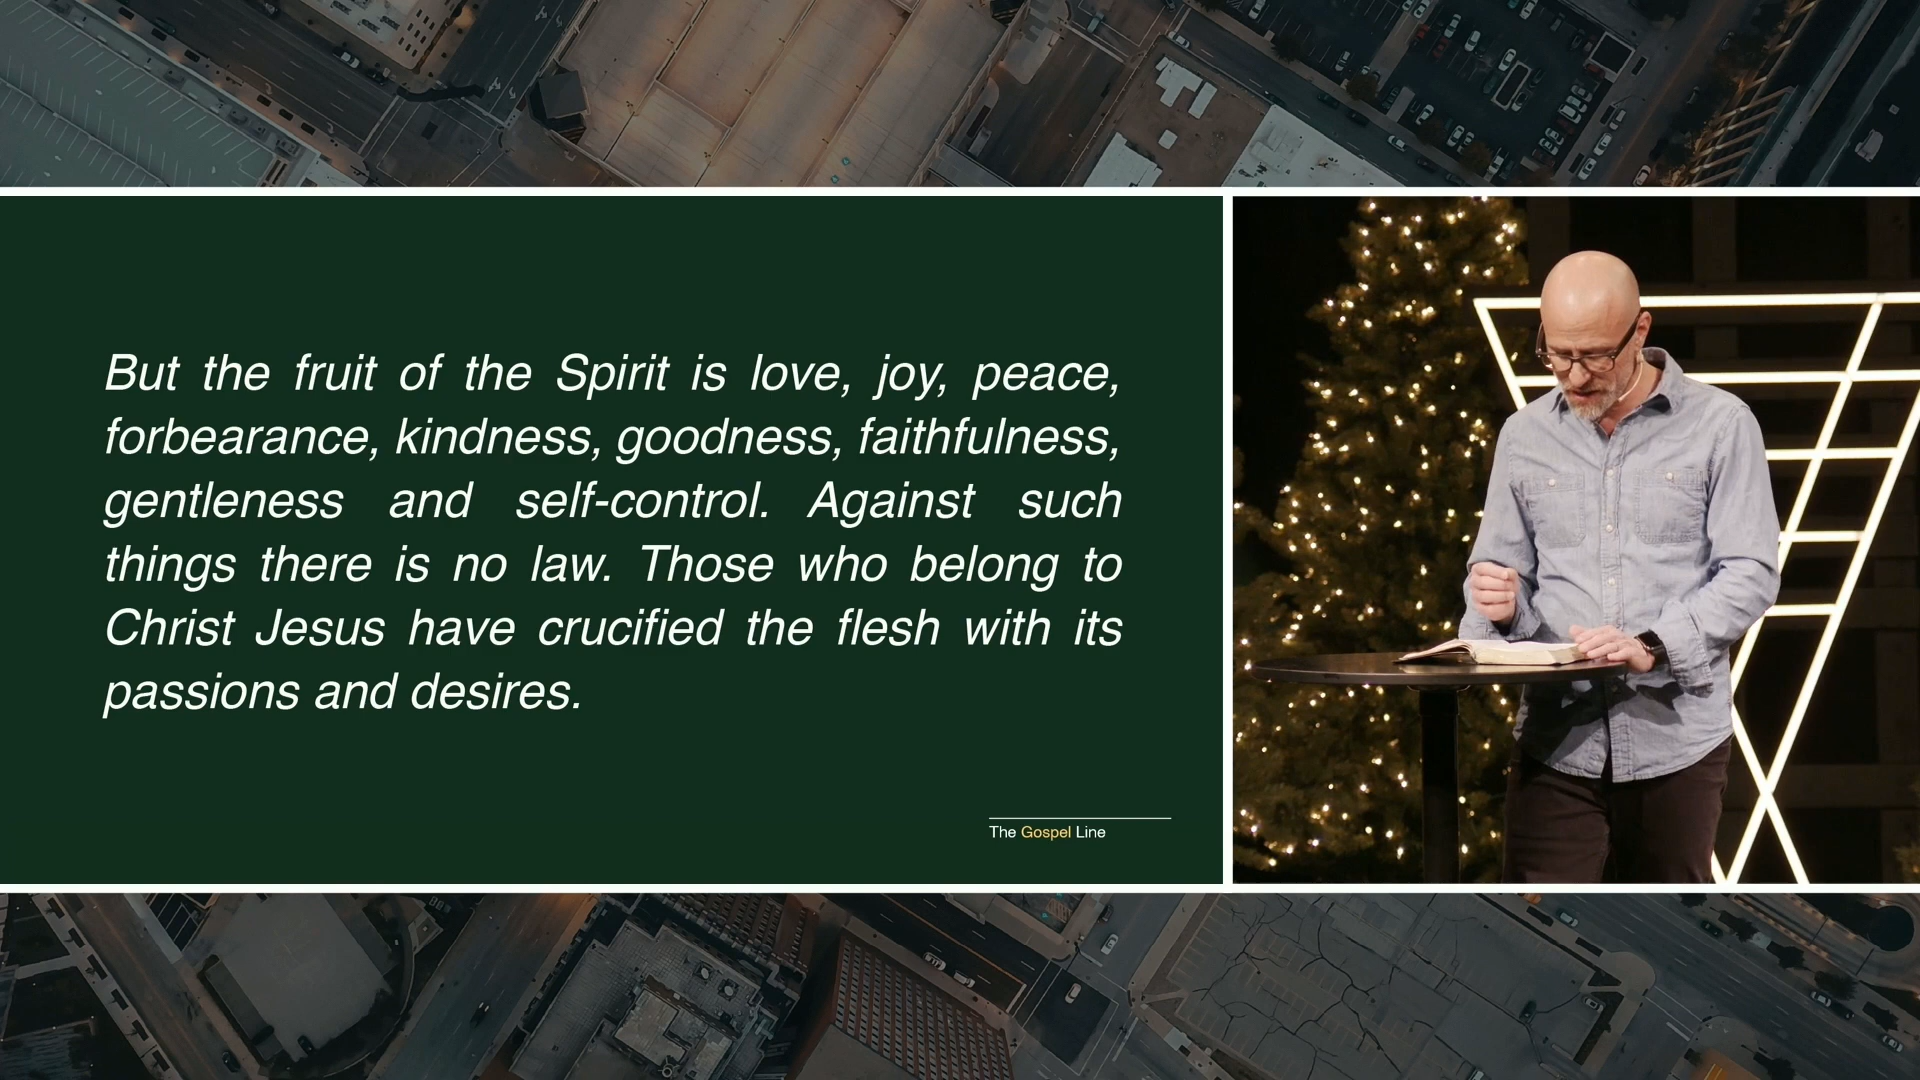 But the fruit of the Spirit is love, joy, peace,
forbearance, kindness, goodness, faithfulness,
gentleness and self-control. Against such
things there is no law. Those who belong to
Christ Jesus have crucified the flesh with its
passions and desires.
The Gospel Line